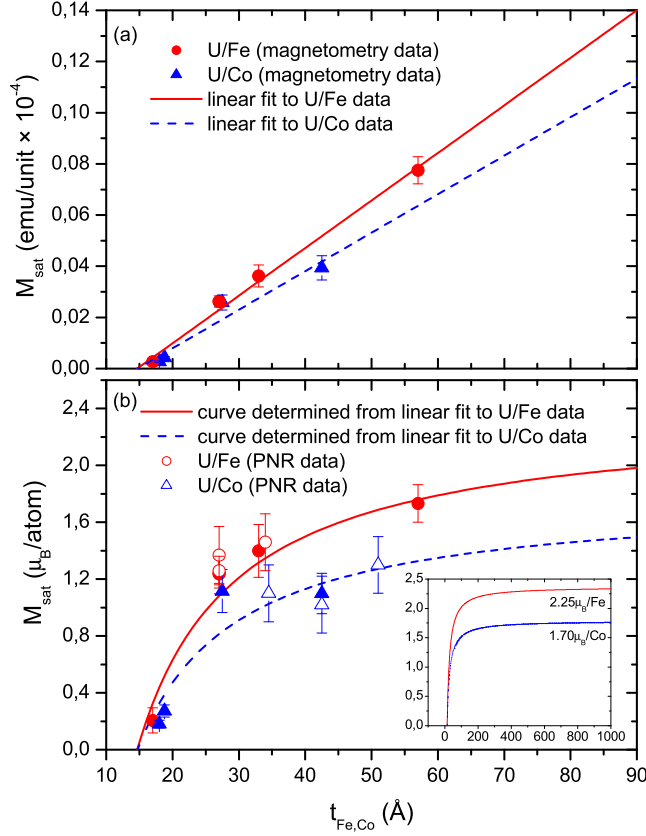 (a)
U/Fe (magnetometry data)
U/Co (magnetometry data)
linear fit to U/Fe data
linear fit to U/Co data
M_sat (emu/unit × 10⁻⁴)
0,14
0,12
0,10
0,08
0,06
0,04
0,02
0,00
(b)
curve determined from linear fit to U/Fe data
curve determined from linear fit to U/Co data
U/Fe (PNR data)
U/Co (PNR data)
M_sat (μ_B/atom)
2,4
2,0
1,6
1,2
0,8
0,4
0,0
2,5
2,0
1,5
1,0
0,5
0,0
2.25μ_B/Fe
1.70μ_B/Co
0 200 400 600 800 1000
10 20 30 40 50 60 70 80 90
t_Fe,Co (Å)